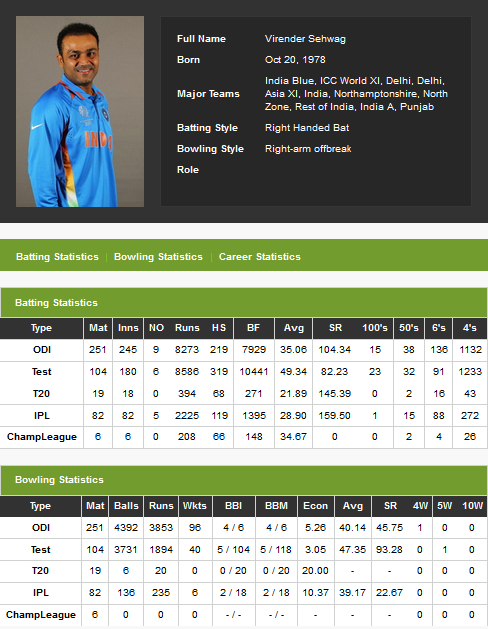 Full Name Virender Sehwag
Born Oct 20, 1978
Major Teams India Blue, ICC World XI, Delhi, Delhi,
Asia XI, India, Northamptonshire, North
Zone, Rest of India, India A, Punjab
Batting Style Right Handed Bat
Bowling Style Right-arm offbreak
Role
Batting Statistics | Bowling Statistics | Career Statistics
Batting Statistics
Type Mat Inns NO Runs HS BF Avg SR 100's 50's 6's 4's
ODI 251 245 9 8273 219 7929 35.06 104.34 15 38 136 1132
Test 104 180 6 8586 319 10441 49.34 82.23 23 32 91 1233
T20 19 18 0 394 68 271 21.89 145.39 0 2 16 43
IPL 82 82 5 2225 119 1395 28.90 159.50 1 15 88 272
ChampLeague 6 6 0 208 66 148 34.67 0 0 2 4 26
Bowling Statistics
Type Mat Balls Runs Wkts BBI BBM Econ Avg SR 4W 5W 10W
ODI 251 4392 3853 96 4 / 6 4 / 6 5.26 40.14 45.75 1 0 0
Test 104 3731 1894 40 5 / 104 5 / 118 3.05 47.35 93.28 0 1 0
T20 19 6 20 0 0 / 20 0 / 20 20.00 - - 0 0 0
IPL 82 136 235 6 2 / 18 2 / 18 10.37 39.17 22.67 0 0 0
ChampLeague 6 0 0 0 - / - - / - - - - 0 0 0